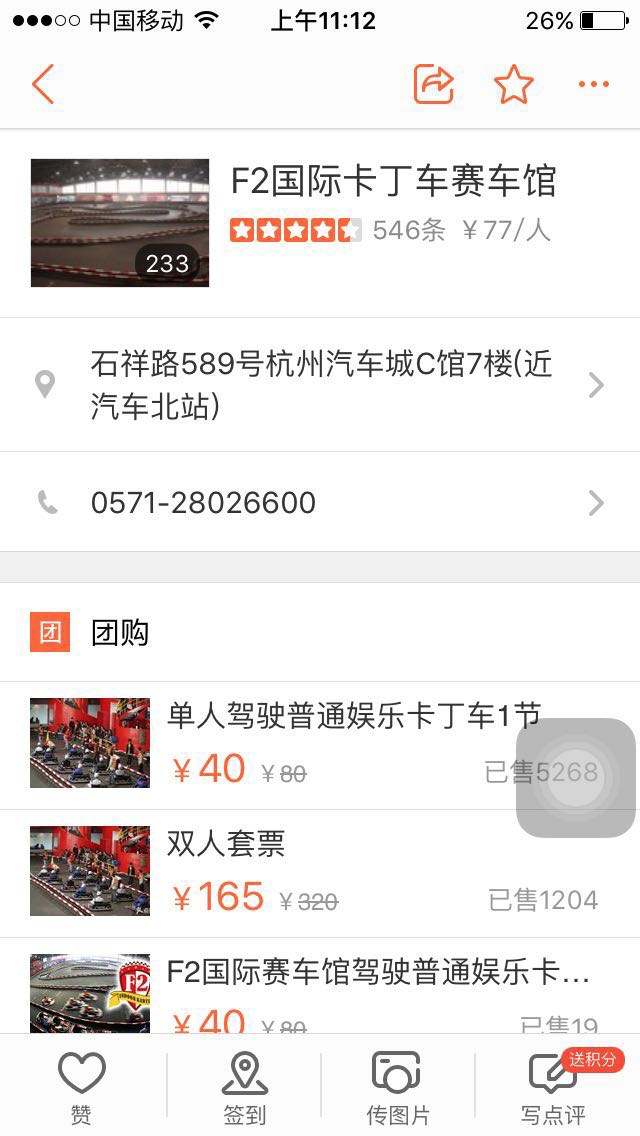 中国移动 上午11:12 26%
F2国际卡丁车赛车馆
546条 ￥77/人
233
石祥路589号杭州汽车城C馆7楼(近
汽车北站)
0571-28026600
团 团购
单人驾驶普通娱乐卡丁车1节
￥40 ￥80 已售5268
双人套票
￥165 ￥320 已售1204
F2国际赛车馆驾驶普通娱乐卡...
F2
￥40 ￥80 已售19
送积分
赞 签到 传图片 写点评